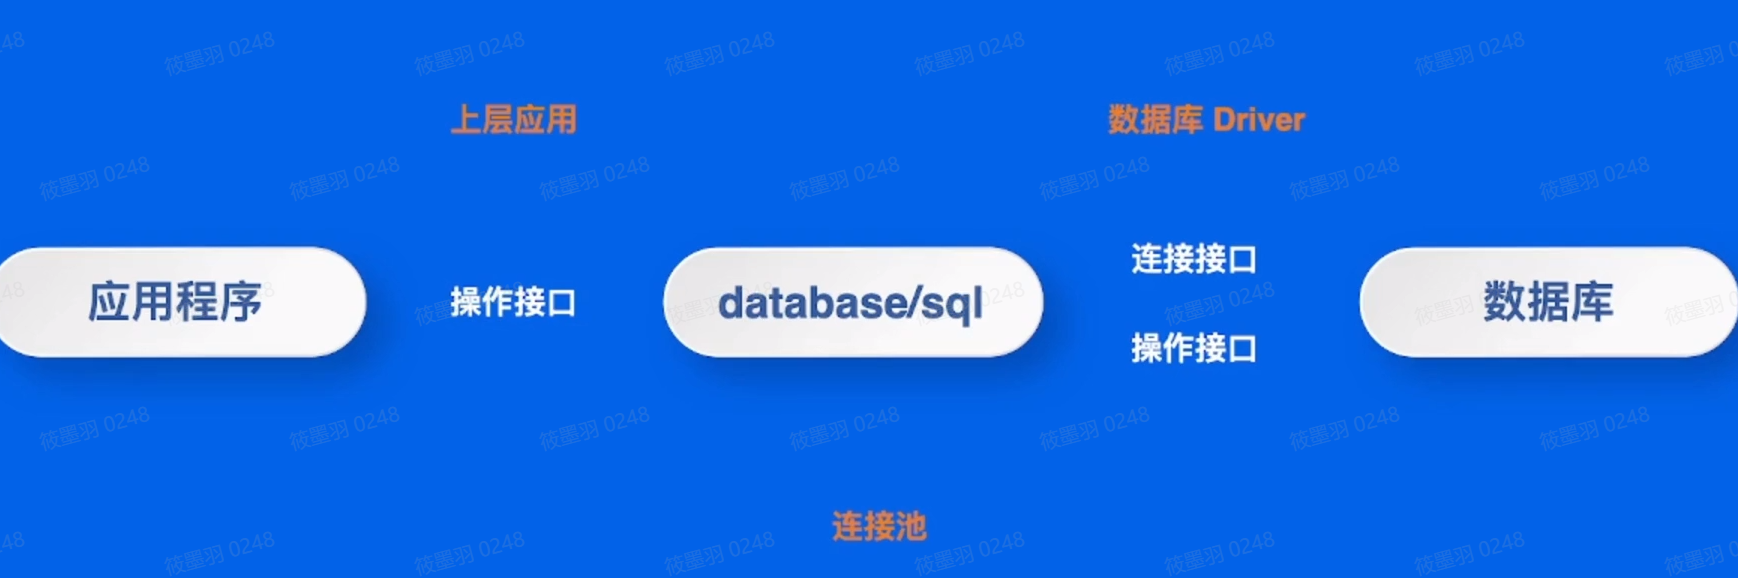 上层应用
数据库 Driver
应用程序
操作接口
database/sql
连接接口
操作接口
数据库
连接池
筱墨羽 0248